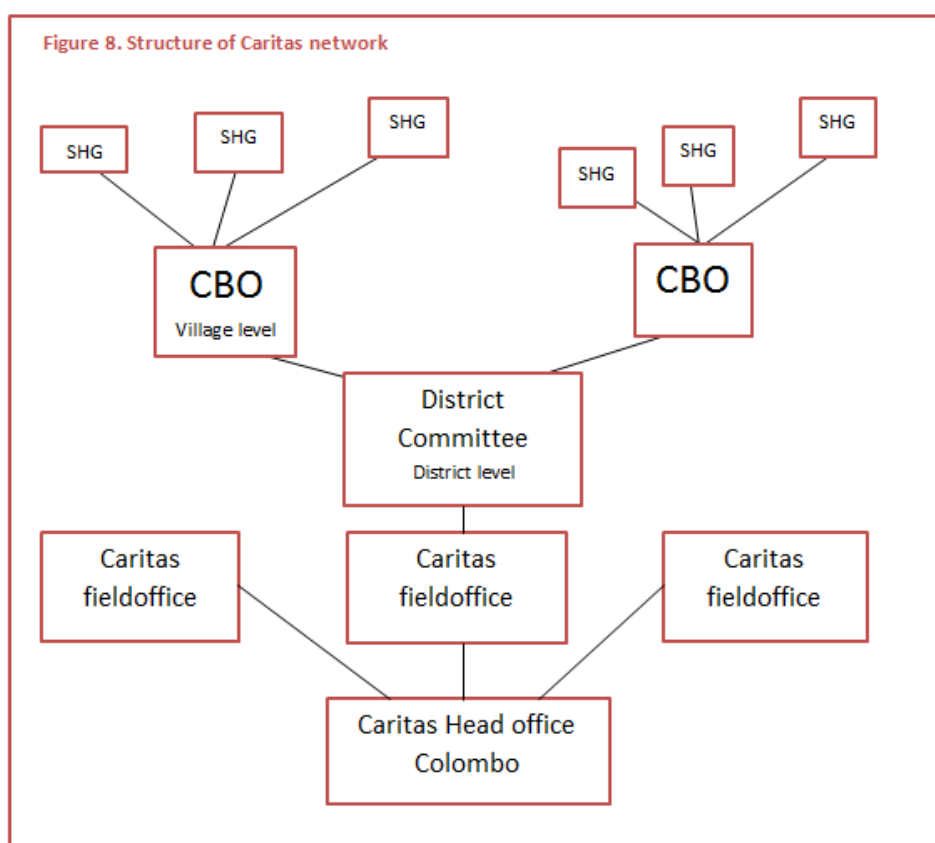 Figure 8. Structure of Caritas network
SHG
SHG
SHG
SHG
SHG
SHG
CBO
Village level
CBO
District
Committee
District level
Caritas
fieldoffice
Caritas
fieldoffice
Caritas
fieldoffice
Caritas Head office
Colombo